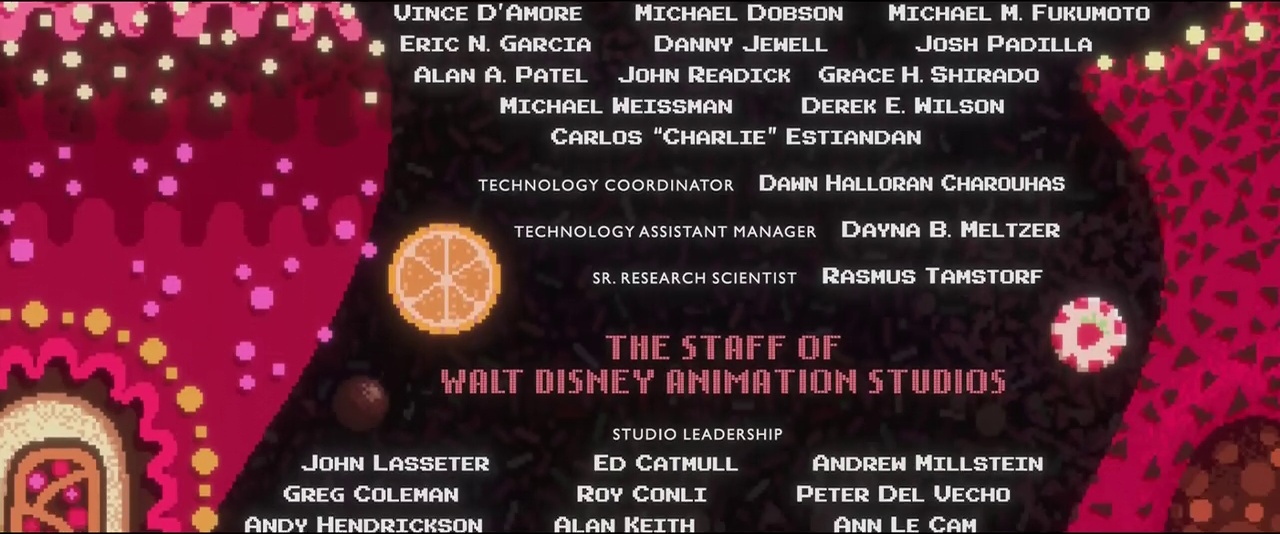 VINCE D'AMORE MICHAEL DOBSON MICHAEL M. FUKUMOTO
ERIC N. GARCIA DANNY JEWELL JOSH PADILLA
ALAN A. PATEL JOHN READICK GRACE H. SHIRADO
MICHAEL WEISSMAN DEREK E. WILSON
CARLOS “CHARLIE” ESTIANDAN
TECHNOLOGY COORDINATOR DAWN HALLORAN CHAROUHAS
TECHNOLOGY ASSISTANT MANAGER DAYNA B. MELTZER
SR. RESEARCH SCIENTIST RASMUS TAMSTORF
THE STAFF OF
WALT DISNEY ANIMATION STUDIOS
STUDIO LEADERSHIP
JOHN LASSETER ED CATMULL ANDREW MILLSTEIN
GREG COLEMAN ROY CONLI PETER DEL VECHO
ANDY HENDRICKSON ALAN KEITH ANN LE CAM